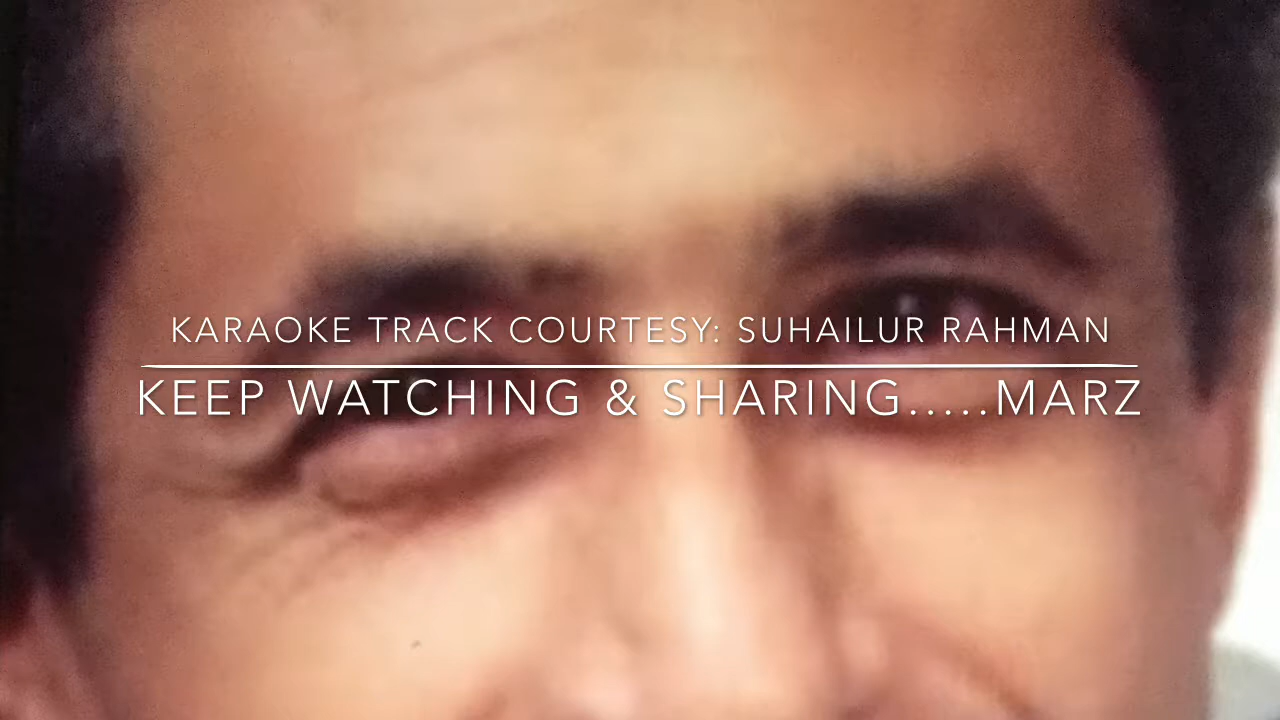 KARAOKE TRACK COURTESY: SUHAILUR RAHMAN
KEEP WATCHING & SHARING.....MARZ